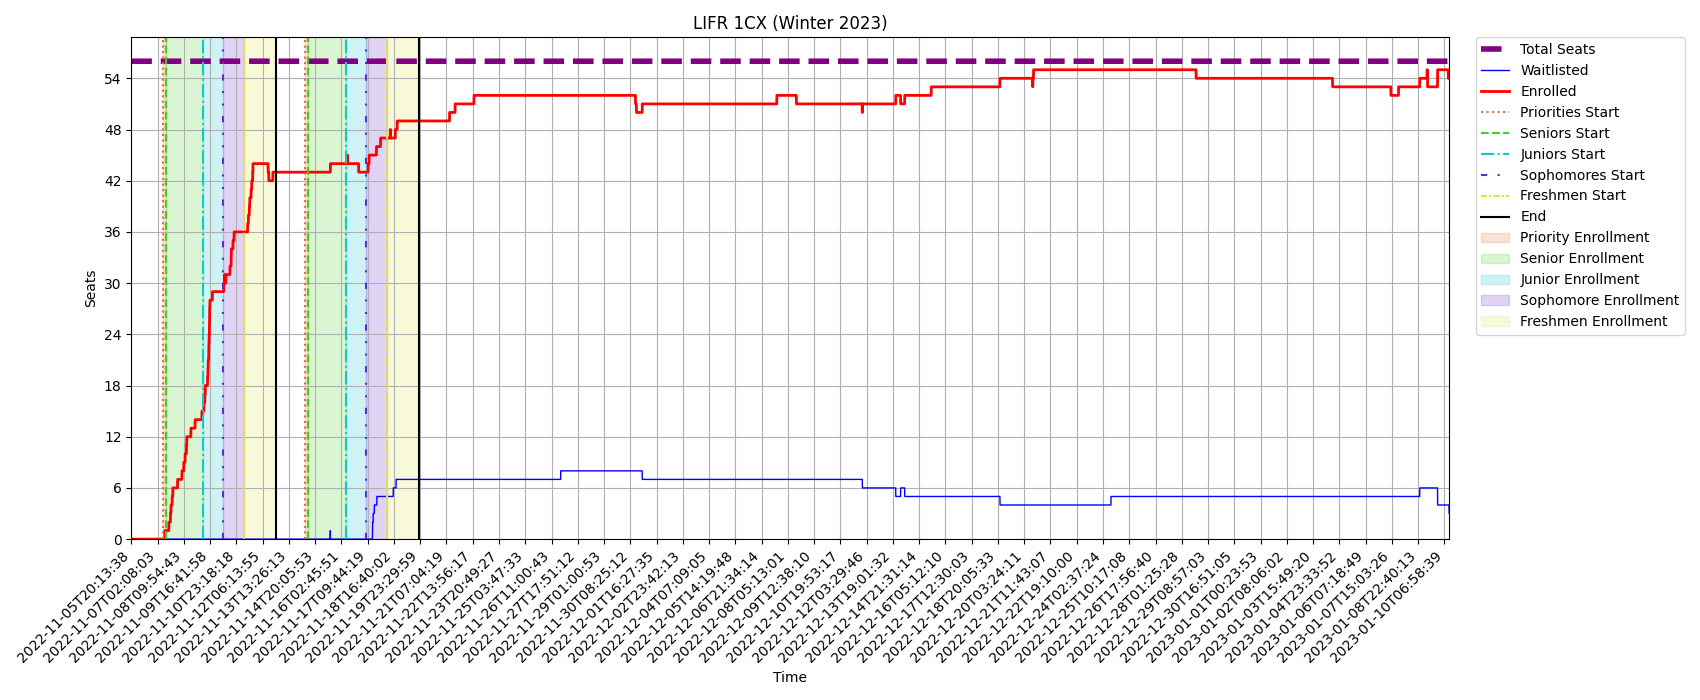 LIFR 1CX (Winter 2023)
Seats
54
48
42
36
30
24
18
12
6
0
2022-11-05T20:13:38
2022-11-07T02:08:03
2022-11-08T09:54:43
2022-11-09T16:41:58
2022-11-10T23:18:18
2022-11-12T06:13:55
2022-11-13T13:26:13
2022-11-14T20:05:53
2022-11-16T02:45:51
2022-11-17T09:44:19
2022-11-18T16:40:02
2022-11-19T23:29:59
2022-11-21T07:04:19
2022-11-22T13:56:17
2022-11-23T20:49:27
2022-11-25T03:47:33
2022-11-26T11:00:43
2022-11-27T17:51:12
2022-11-29T01:00:53
2022-11-30T08:25:12
2022-12-01T16:27:35
2022-12-02T23:42:13
2022-12-04T07:09:05
2022-12-05T14:19:48
2022-12-06T21:34:14
2022-12-08T05:13:01
2022-12-09T12:38:10
2022-12-10T19:53:17
2022-12-12T03:29:46
2022-12-13T19:01:32
2022-12-14T21:31:14
2022-12-16T05:12:10
2022-12-17T12:30:03
2022-12-18T20:05:33
2022-12-20T03:24:11
2022-12-21T11:43:07
2022-12-22T19:10:00
2022-12-24T02:37:24
2022-12-25T10:17:08
2022-12-26T17:56:40
2022-12-28T01:25:28
2022-12-29T08:57:03
2022-12-30T16:51:05
2023-01-01T00:23:53
2023-01-02T08:06:02
2023-01-03T15:49:20
2023-01-04T23:33:52
2023-01-06T07:18:49
2023-01-07T15:03:26
2023-01-08T22:40:13
2023-01-10T06:58:39
Time
Total Seats
Waitlisted
Enrolled
Priorities Start
Seniors Start
Juniors Start
Sophomores Start
Freshmen Start
End
Priority Enrollment
Senior Enrollment
Junior Enrollment
Sophomore Enrollment
Freshmen Enrollment